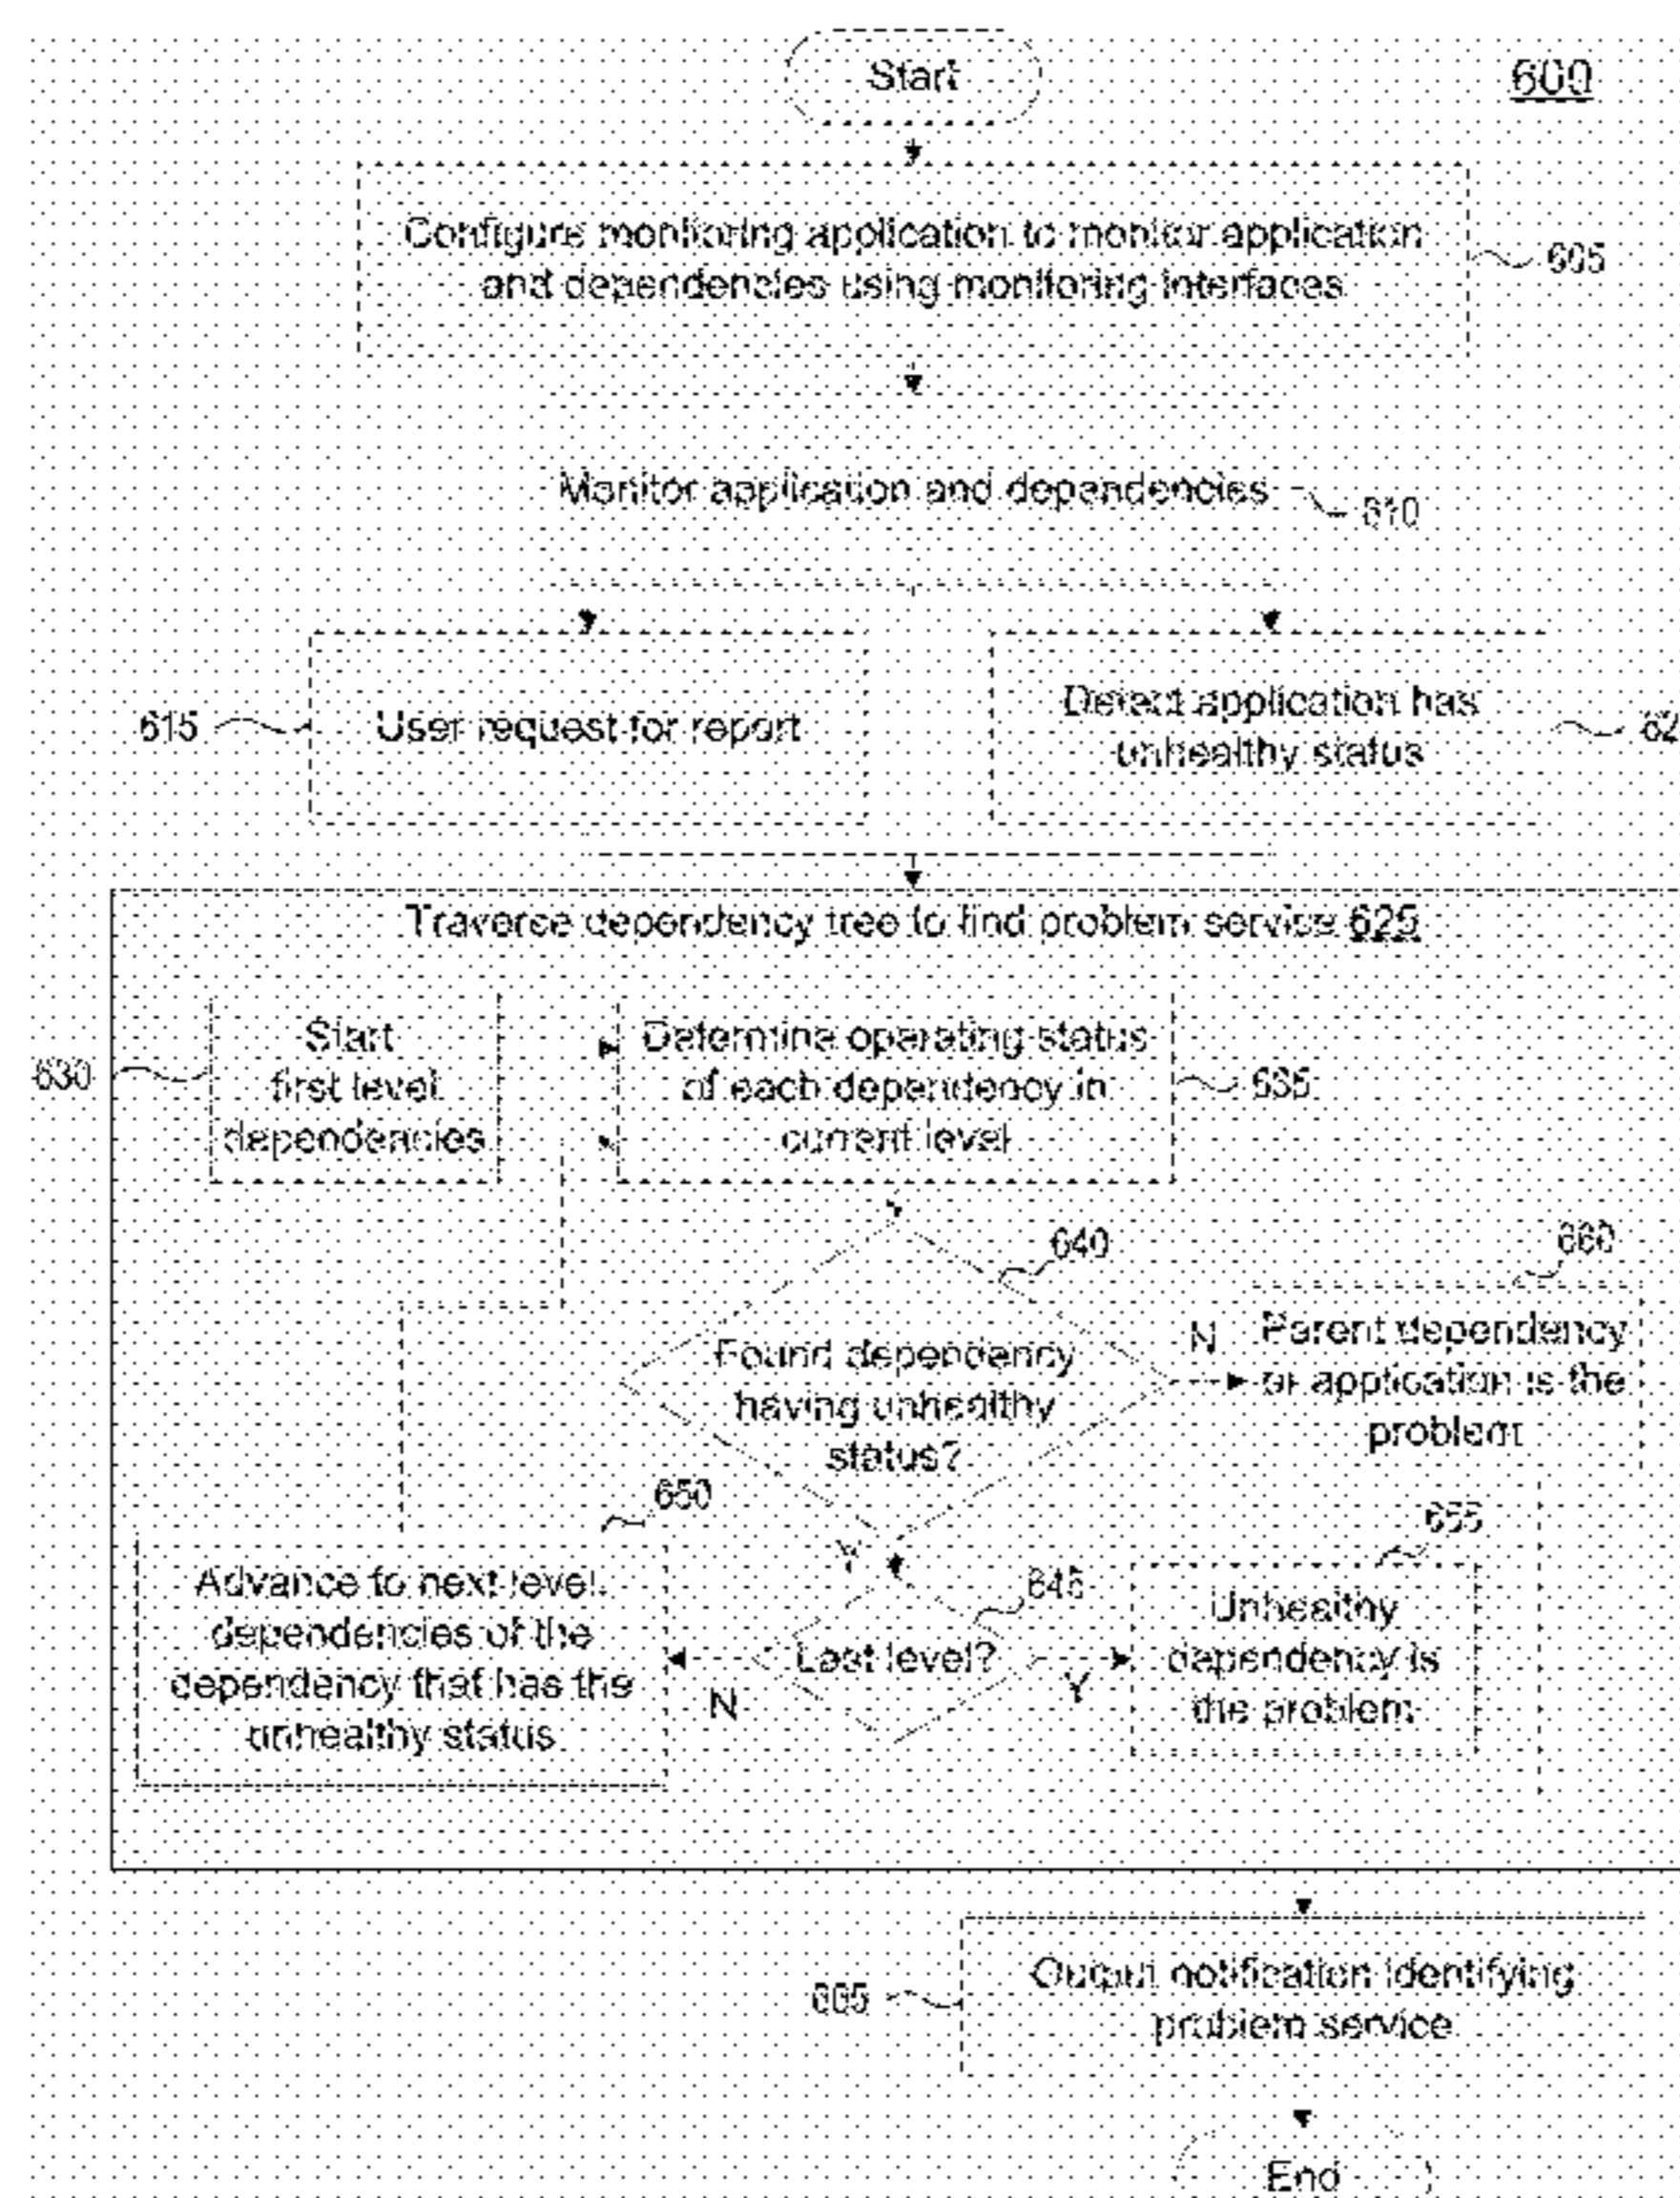 Start
600
Configure monitoring application to monitor application
and dependencies using monitoring interfaces
605
Monitor application and dependencies
610
615
User request for report
Detect application has
unhealthy status
62
Traverse dependency tree to find problem service 625
630
Start
first level
dependencies
Determine operating status
of each dependency in
current level
635
640
660
Found dependency
having unhealthy
status?
N
Parent dependency
or application is the
problem
650
655
Y
645
Advance to next level
dependencies of the
dependency that has the
unhealthy status
N
Last level?
Y
Unhealthy
dependency is
the problem
665
Output notification identifying
problem service
End